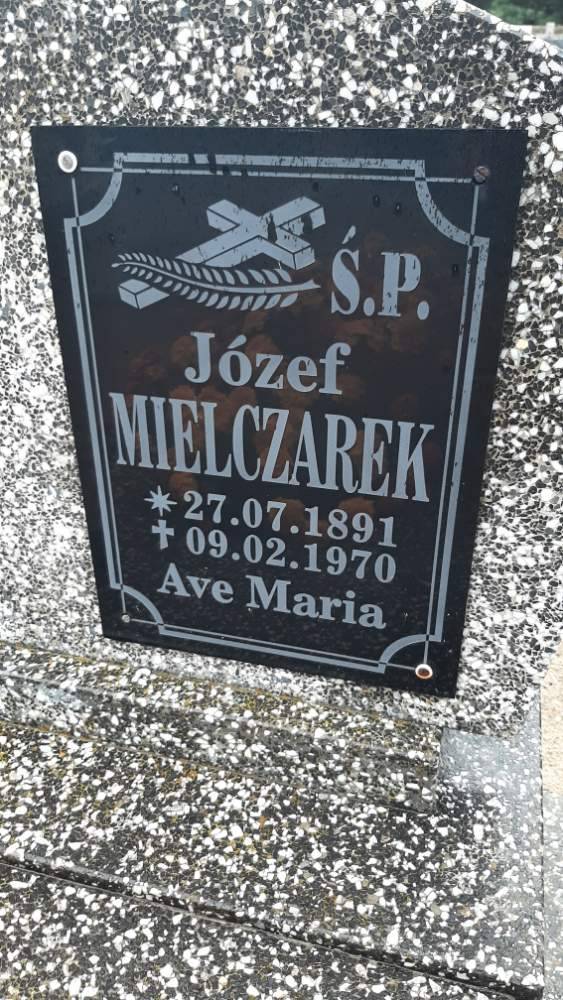 Ś.P.
Józef
MIELCZAREK
* 27.07.1891
✝ 09.02.1970
Ave Maria